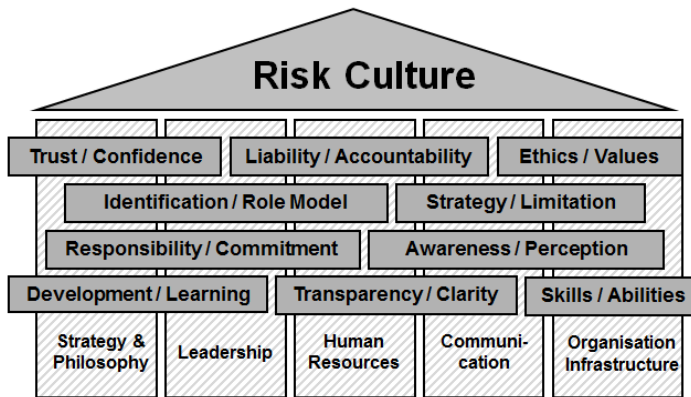 Risk Culture
Trust / Confidence
Liability / Accountability
Ethics / Values
Identification / Role Model
Strategy / Limitation
Responsibility / Commitment
Awareness / Perception
Development / Learning
Transparency / Clarity
Skills / Abilities
Strategy &
Philosophy
Leadership
Human
Resources
Communi-
cation
Organisation
Infrastructure